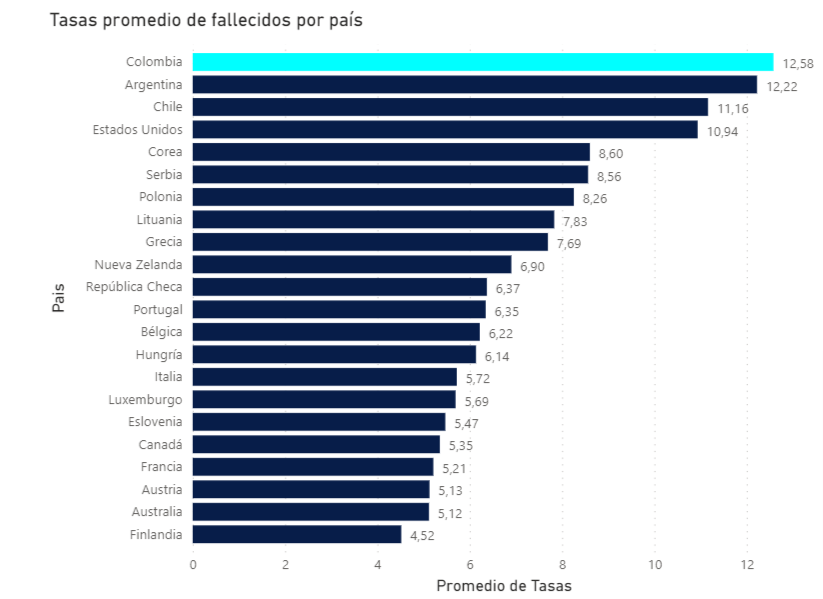 Tasas promedio de fallecidos por país
Colombia 12,58
Argentina 12,22
Chile 11,16
Estados Unidos 10,94
Corea 8,60
Serbia 8,56
Polonia 8,26
Lituania 7,83
Grecia 7,69
Nueva Zelanda 6,90
República Checa 6,37
Portugal 6,35
Bélgica 6,22
Hungría 6,14
Italia 5,72
Luxemburgo 5,69
Eslovenia 5,47
Canadá 5,35
Francia 5,21
Austria 5,13
Australia 5,12
Finlandia 4,52
País
0 2 4 6 8 10 12
Promedio de Tasas